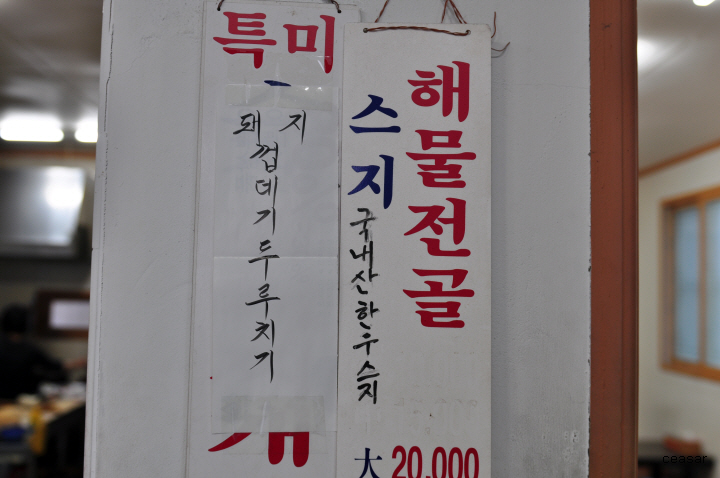 특미
돼지
껍데기두루치기
해물전골
스지
국내산한우스지
大 20,000
ceasar